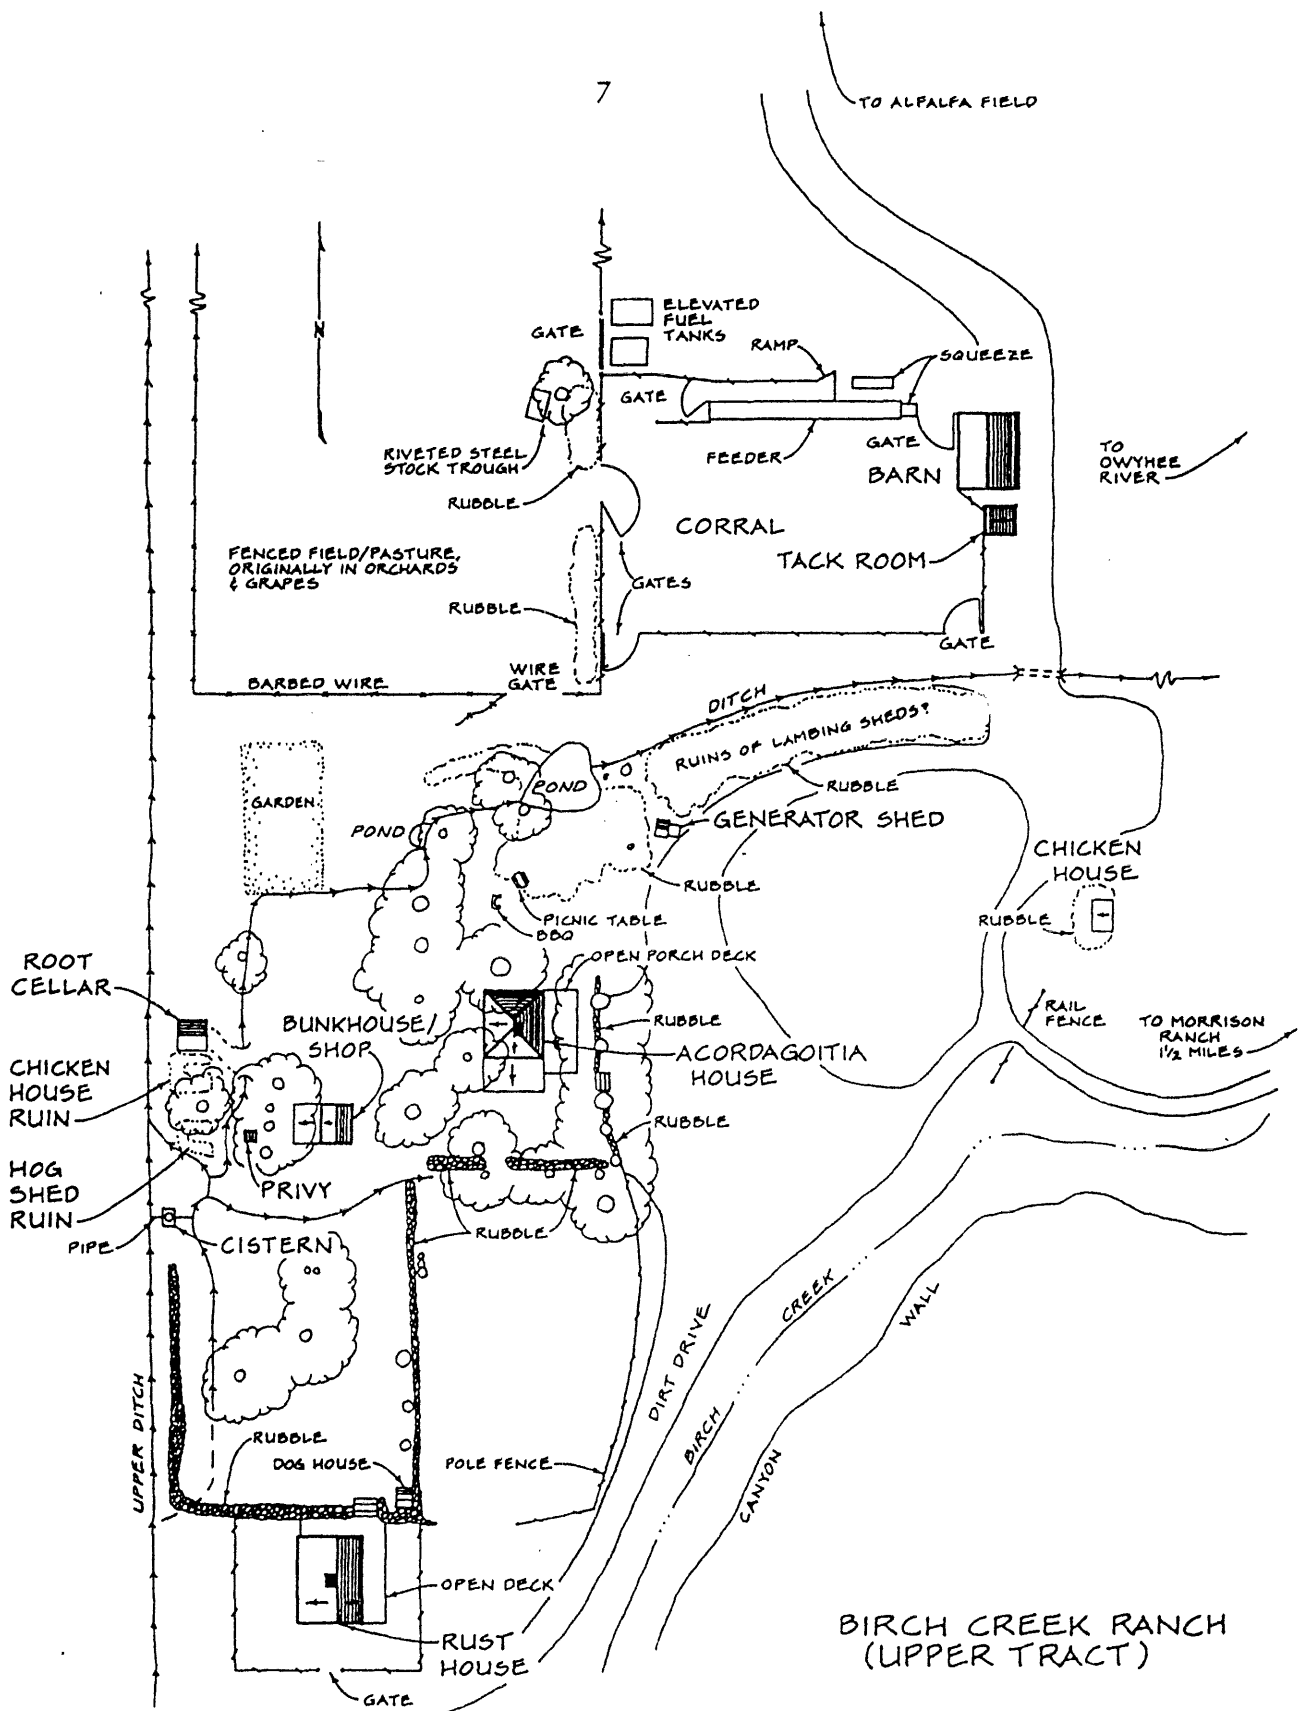 7
TO ALFALFA FIELD
N
GATE
ELEVATED
FUEL
TANKS
RAMP
SQUEEZE
GATE
RIVETED STEEL
STOCK TROUGH
FEEDER
GATE
BARN
TO
OWYHEE
RIVER
RUBBLE
CORRAL
TACK ROOM
FENCED FIELD/PASTURE,
ORIGINALLY IN ORCHARDS
& GRAPES
GATES
RUBBLE
GATE
WIRE
GATE
BARBED WIRE
DITCH
RUINS OF LAMBING SHEDS?
RUBBLE
POND
GARDEN
POND
GENERATOR SHED
CHICKEN
HOUSE
RUBBLE
PICNIC TABLE
BBQ
RUBBLE
OPEN PORCH DECK
ROOT
CELLAR
BUNKHOUSE/
SHOP
RUBBLE
RAIL
FENCE
TO MORRISON
RANCH
1 1/2 MILES
ACORDAGOITIA
HOUSE
CHICKEN
HOUSE
RUIN
RUBBLE
HOG
SHED
RUIN
PRIVY
RUBBLE
PIPE
CISTERN
CREEK
WALL
DIRT DRIVE
UPPER DITCH
BIRCH
RUBBLE
DOG HOUSE
POLE FENCE
CANYON
OPEN DECK
RUST
HOUSE
GATE
BIRCH CREEK RANCH
(UPPER TRACT)